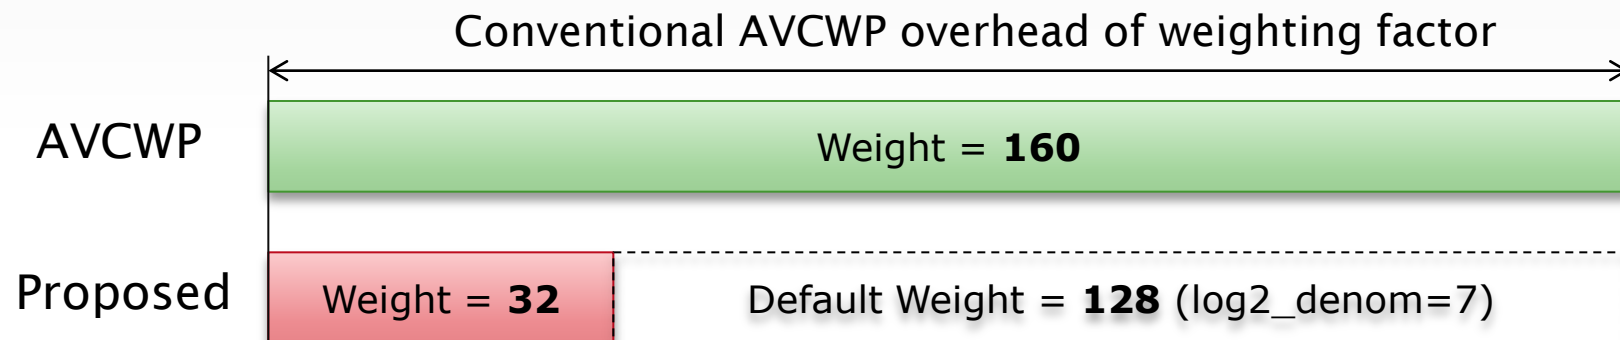 Conventional AVCWP overhead of weighting factor
AVCWP
Weight = 160
Proposed
Weight = 32
Default Weight = 128 (log2_denom=7)